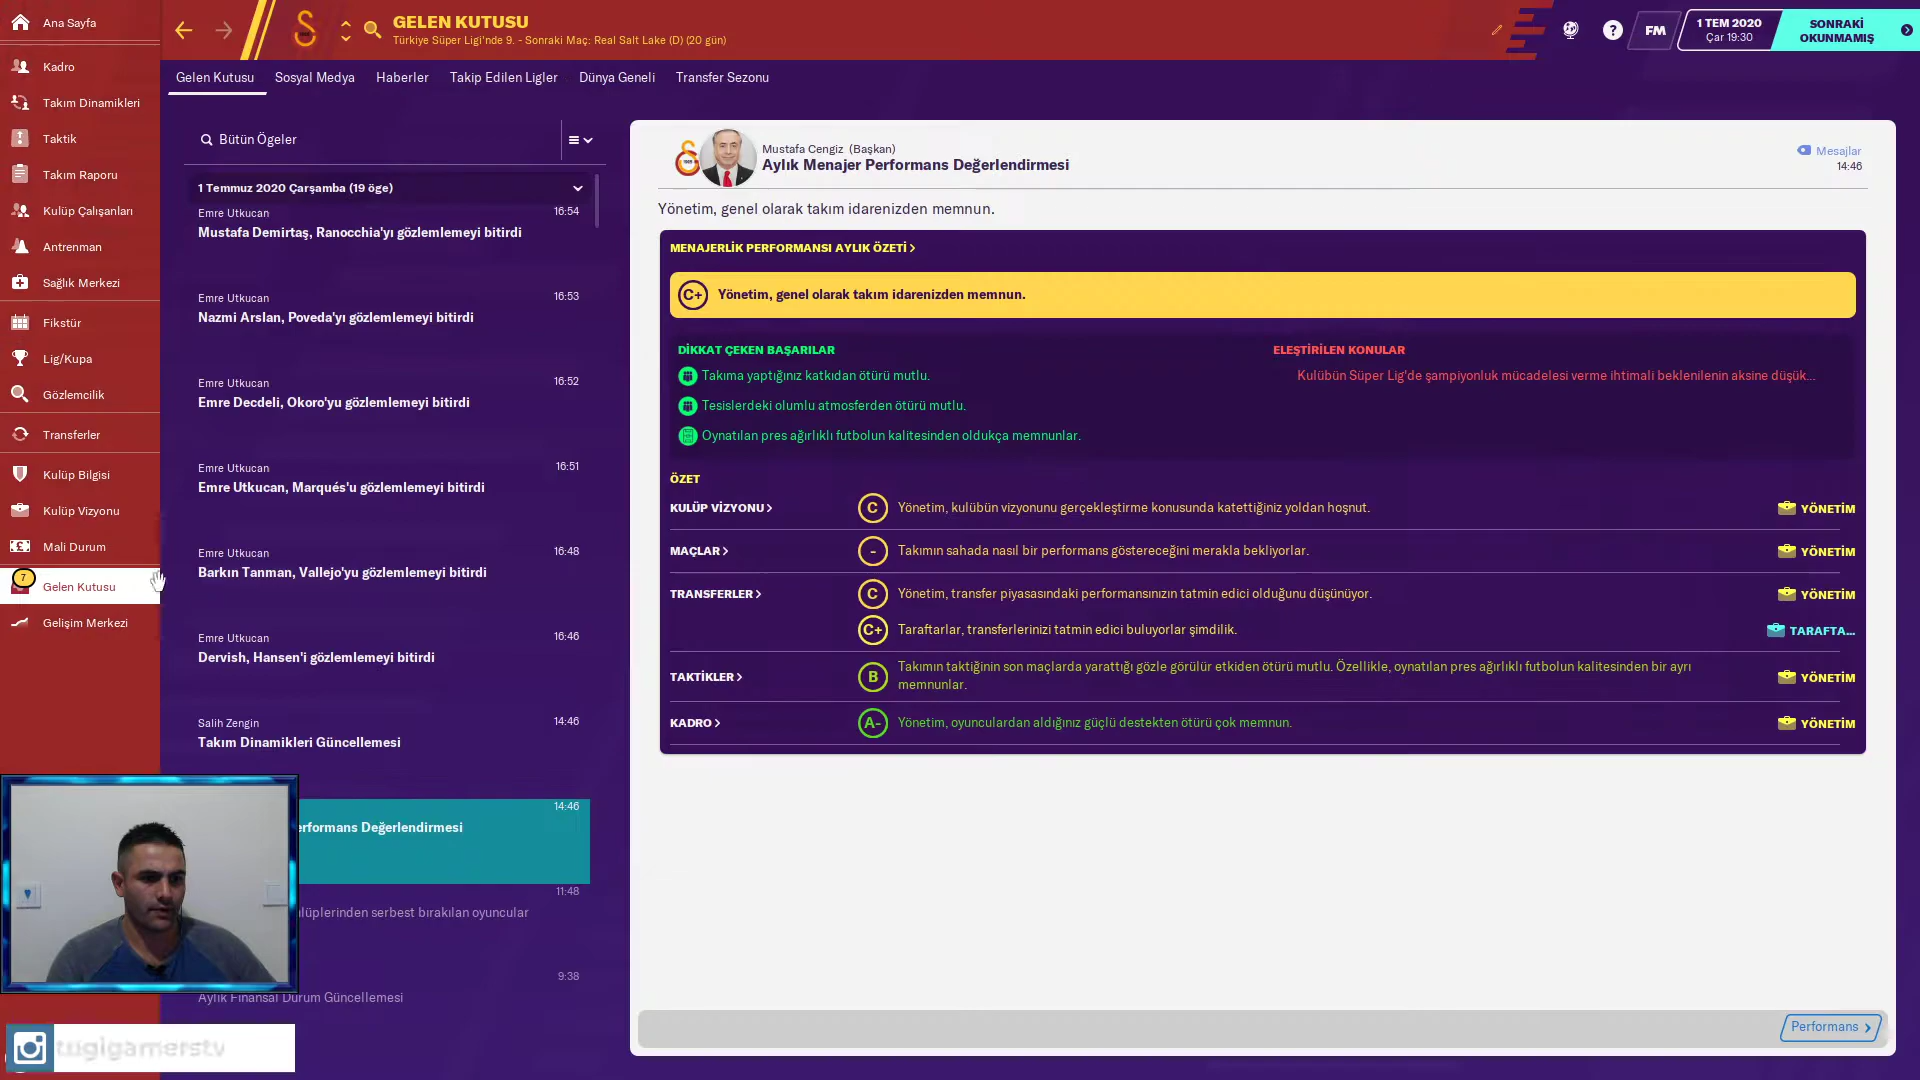 Ana Sayfa
Kadro
Takım Dinamikleri
Taktik
Takım Raporu
Kulüp Çalışanları
Antrenman
Sağlık Merkezi
Fikstür
Lig/Kupa
Gözlemcilik
Transferler
Kulüp Bilgisi
Kulüp Vizyonu
Mali Durum
7
Gelen Kutusu
Gelişim Merkezi
GELEN KUTUSU
Türkiye Süper Ligi'nde 9. - Sonraki Maç: Real Salt Lake (D) (20 gün)
?
FM
1 TEM 2020
Çar 19:30
SONRAKİ
OKUNMAMIŞ
Gelen Kutusu
Sosyal Medya
Haberler
Takip Edilen Ligler
Dünya Geneli
Transfer Sezonu
Bütün Ögeler
1 Temmuz 2020 Çarşamba (19 öge)
Emre Utkucan 16:54
Mustafa Demirtaş, Ranocchia'yı gözlemlemeyi bitirdi
Emre Utkucan 16:53
Nazmi Arslan, Poveda'yı gözlemlemeyi bitirdi
Emre Utkucan 16:52
Emre Decdeli, Okoro'yu gözlemlemeyi bitirdi
Emre Utkucan 16:51
Emre Utkucan, Marqués'u gözlemlemeyi bitirdi
Emre Utkucan 16:48
Barkın Tanman, Vallejo'yu gözlemlemeyi bitirdi
Emre Utkucan 16:46
Dervish, Hansen'i gözlemlemeyi bitirdi
Salih Zengin 14:46
Takım Dinamikleri Güncellemesi
14:46
erformans Değerlendirmesi
11:48
lüplerinden serbest bırakılan oyuncular
9:38
Aylık Finansal Durum Güncellemesi
tugigamerstv
Mustafa Cengiz (Başkan)
Aylık Menajer Performans Değerlendirmesi
Mesajlar
14:46
Yönetim, genel olarak takım idarenizden memnun.
MENAJERLİK PERFORMANSI AYLIK ÖZETİ
C+ Yönetim, genel olarak takım idarenizden memnun.
DİKKAT ÇEKEN BAŞARILAR
Takıma yaptığınız katkıdan ötürü mutlu.
Tesislerdeki olumlu atmosferden ötürü mutlu.
Oynatılan pres ağırlıklı futbolun kalitesinden oldukça memnunlar.
ELEŞTİRİLEN KONULAR
Kulübün Süper Lig'de şampiyonluk mücadelesi verme ihtimali beklenilenin aksine düşük...
ÖZET
KULÜP VİZYONU C Yönetim, kulübün vizyonunu gerçekleştirme konusunda katettiğiniz yoldan hoşnut. YÖNETİM
MAÇLAR - Takımın sahada nasıl bir performans göstereceğini merakla bekliyorlar. YÖNETİM
TRANSFERLER C Yönetim, transfer piyasasındaki performansınızın tatmin edici olduğunu düşünüyor. YÖNETİM
C+ Taraftarlar, transferlerinizi tatmin edici buluyorlar şimdilik. TARAFTA...
TAKTİKLER B Takımın taktiğinin son maçlarda yarattığı gözle görülür etkiden ötürü mutlu. Özellikle, oynatılan pres ağırlıklı futbolun kalitesinden bir ayrı
memnunlar. YÖNETİM
KADRO A- Yönetim, oyunculardan aldığınız güçlü destekten ötürü çok memnun. YÖNETİM
Performans